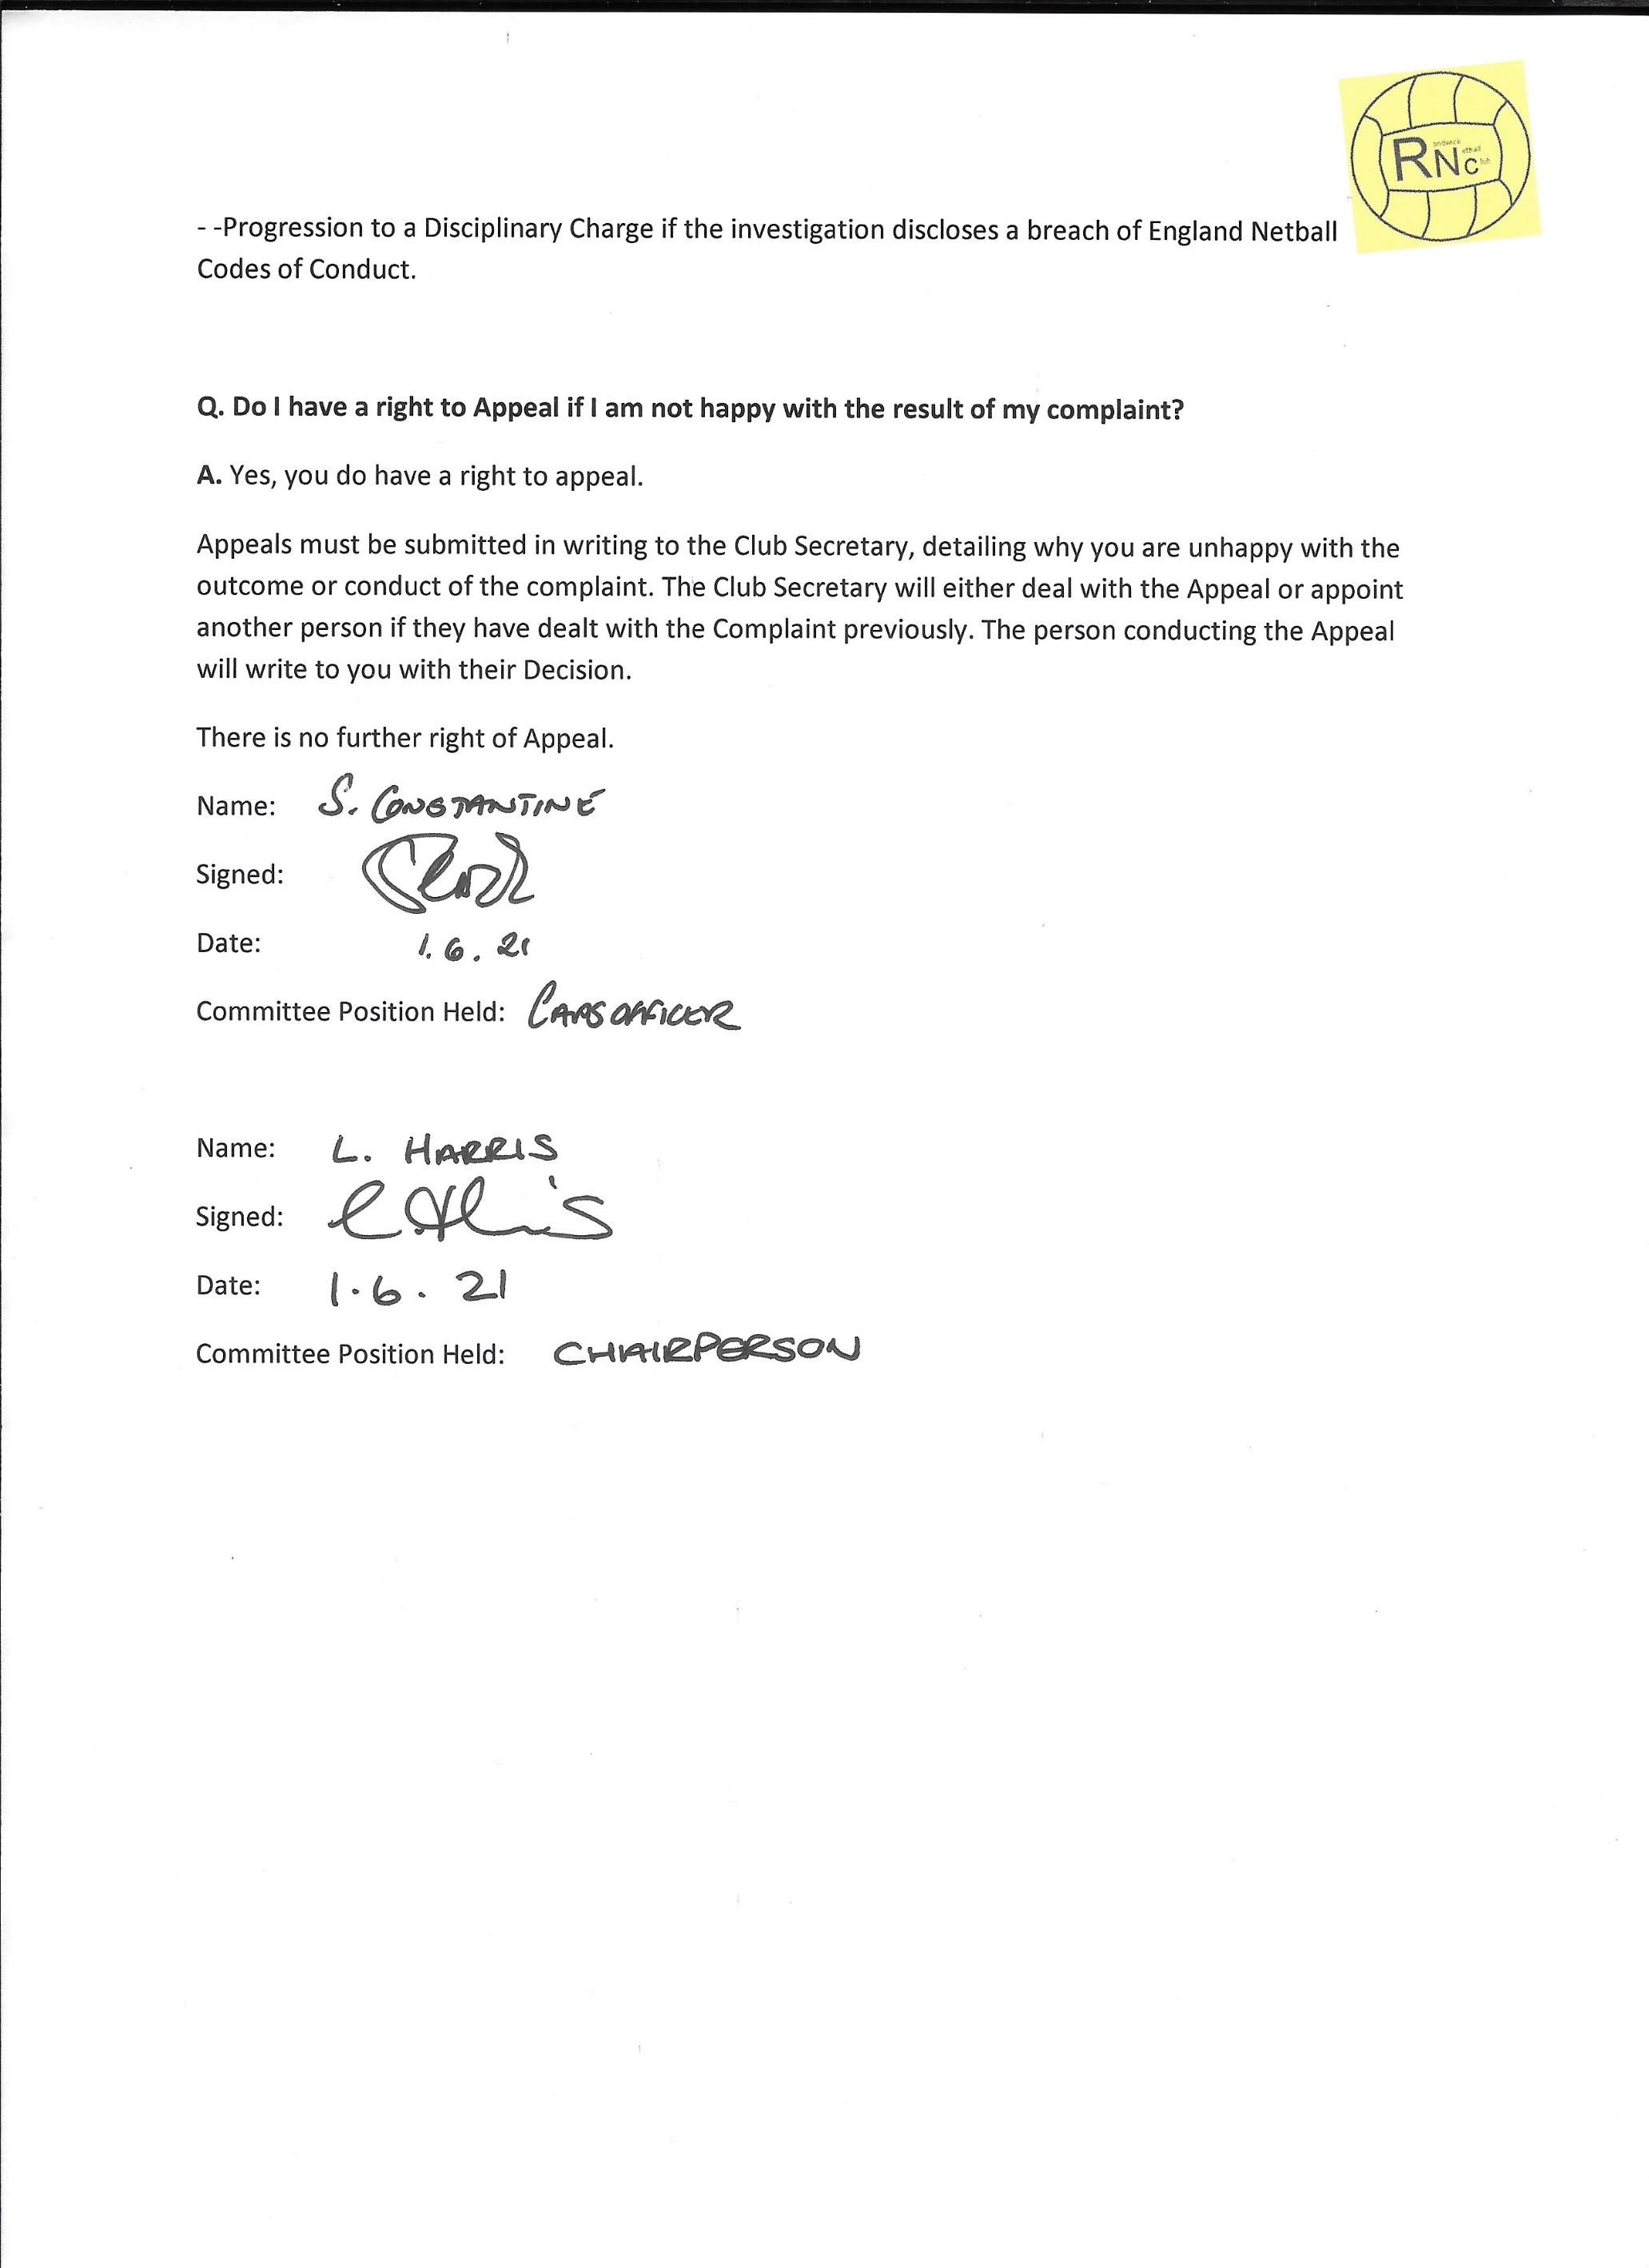 RNC
andwick
etball
lub
- -Progression to a Disciplinary Charge if the investigation discloses a breach of England Netball
Codes of Conduct.
Q. Do I have a right to Appeal if I am not happy with the result of my complaint?
A. Yes, you do have a right to appeal.
Appeals must be submitted in writing to the Club Secretary, detailing why you are unhappy with the
outcome or conduct of the complaint. The Club Secretary will either deal with the Appeal or appoint
another person if they have dealt with the Complaint previously. The person conducting the Appeal
will write to you with their Decision.
There is no further right of Appeal.
Name: S. CONSTANTINE
Signed:
Date: 1.6.21
Committee Position Held: CAPS OFFICER
Name: L. HARRIS
Signed:
Date: 1.6.21
Committee Position Held: CHAIRPERSON